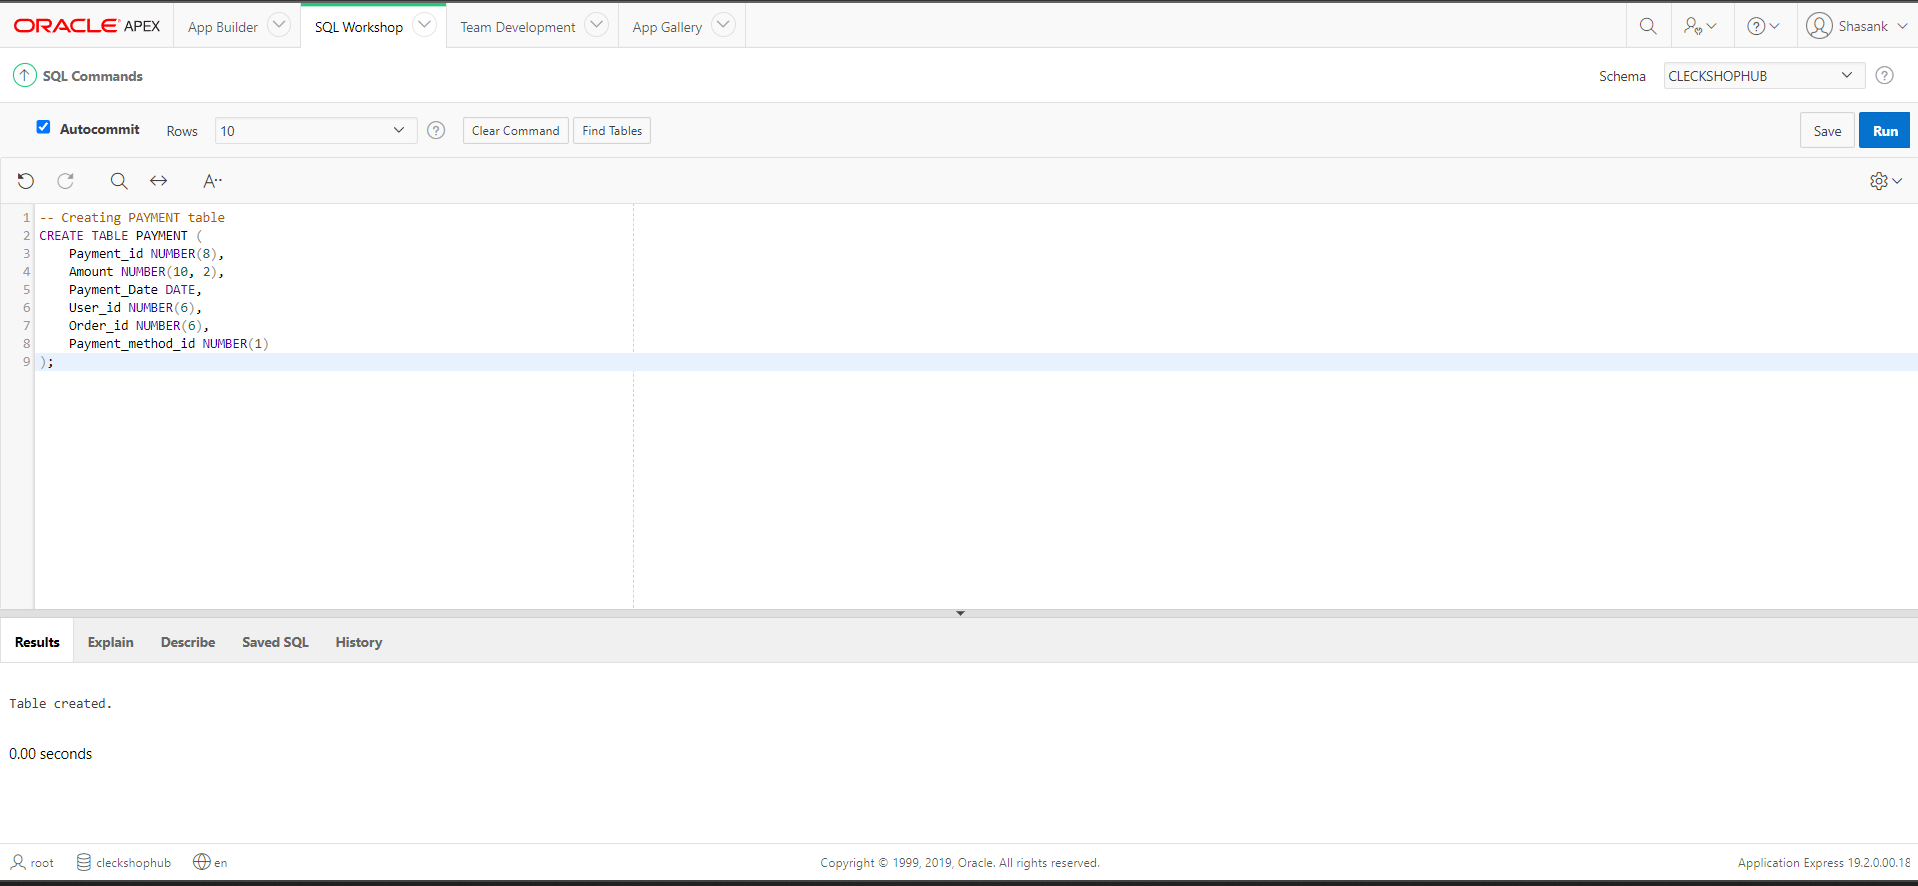 ORACLE® APEX App Builder SQL Workshop Team Development App Gallery Shasank
SQL Commands Schema CLECKSHOPHUB
Autocommit Rows 10 Clear Command Find Tables Save Run
A··
1 -- Creating PAYMENT table
2 CREATE TABLE PAYMENT (
3 Payment_id NUMBER(8),
4 Amount NUMBER(10, 2),
5 Payment_Date DATE,
6 User_id NUMBER(6),
7 Order_id NUMBER(6),
8 Payment_method_id NUMBER(1)
9 );
Results Explain Describe Saved SQL History
Table created.
0.00 seconds
root cleckshophub en Copyright © 1999, 2019, Oracle. All rights reserved. Application Express 19.2.0.00.18